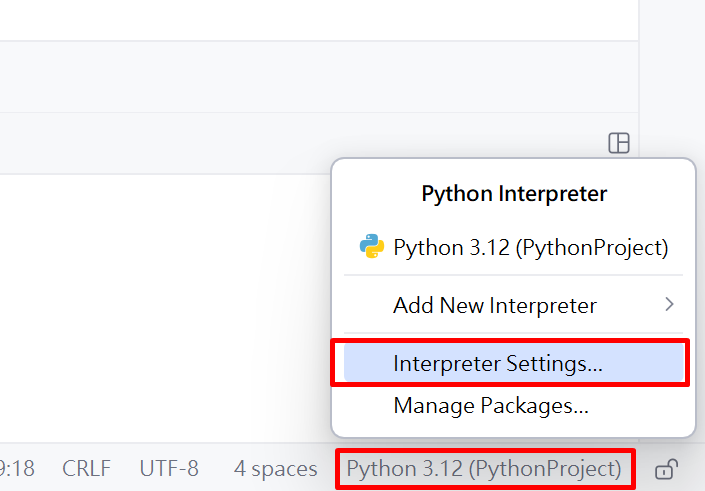 Python Interpreter
Python 3.12 (PythonProject)
Add New Interpreter
Interpreter Settings...
Manage Packages...
9:18 CRLF UTF-8 4 spaces Python 3.12 (PythonProject)